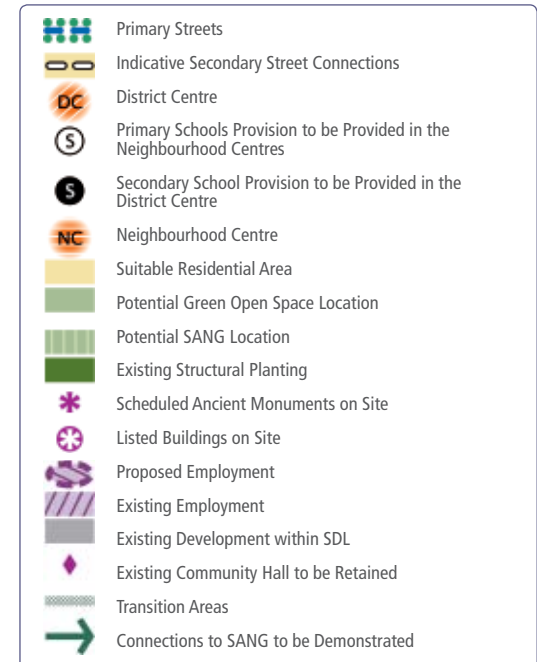 Primary Streets
Indicative Secondary Street Connections
DC District Centre
S Primary Schools Provision to be Provided in the
Neighbourhood Centres
S Secondary School Provision to be Provided in the
District Centre
NC Neighbourhood Centre
Suitable Residential Area
Potential Green Open Space Location
Potential SANG Location
Existing Structural Planting
Scheduled Ancient Monuments on Site
Listed Buildings on Site
Proposed Employment
Existing Employment
Existing Development within SDL
Existing Community Hall to be Retained
Transition Areas
Connections to SANG to be Demonstrated